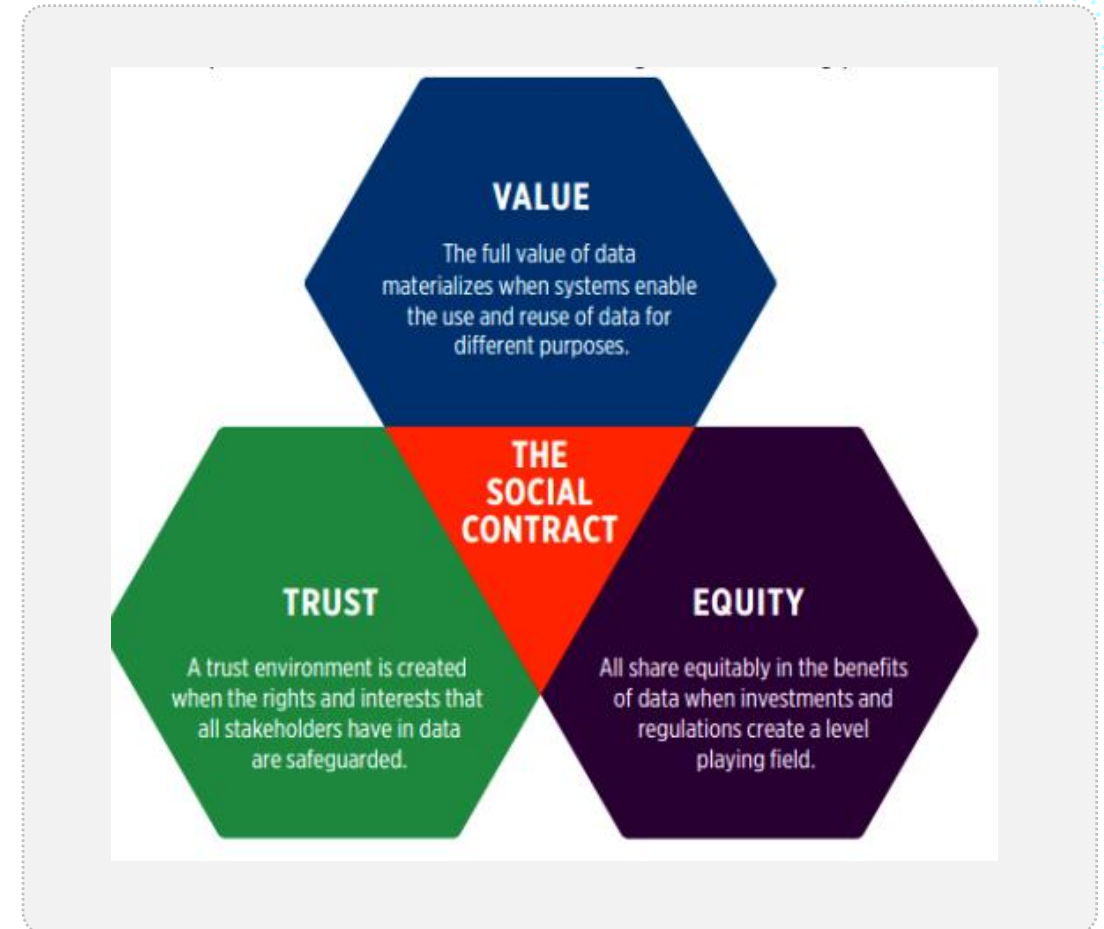 VALUE
The full value of data
materializes when systems enable
the use and reuse of data for
different purposes.
THE
SOCIAL
CONTRACT
TRUST
A trust environment is created
when the rights and interests that
all stakeholders have in data
are safeguarded.
EQUITY
All share equitably in the benefits
of data when investments and
regulations create a level
playing field.